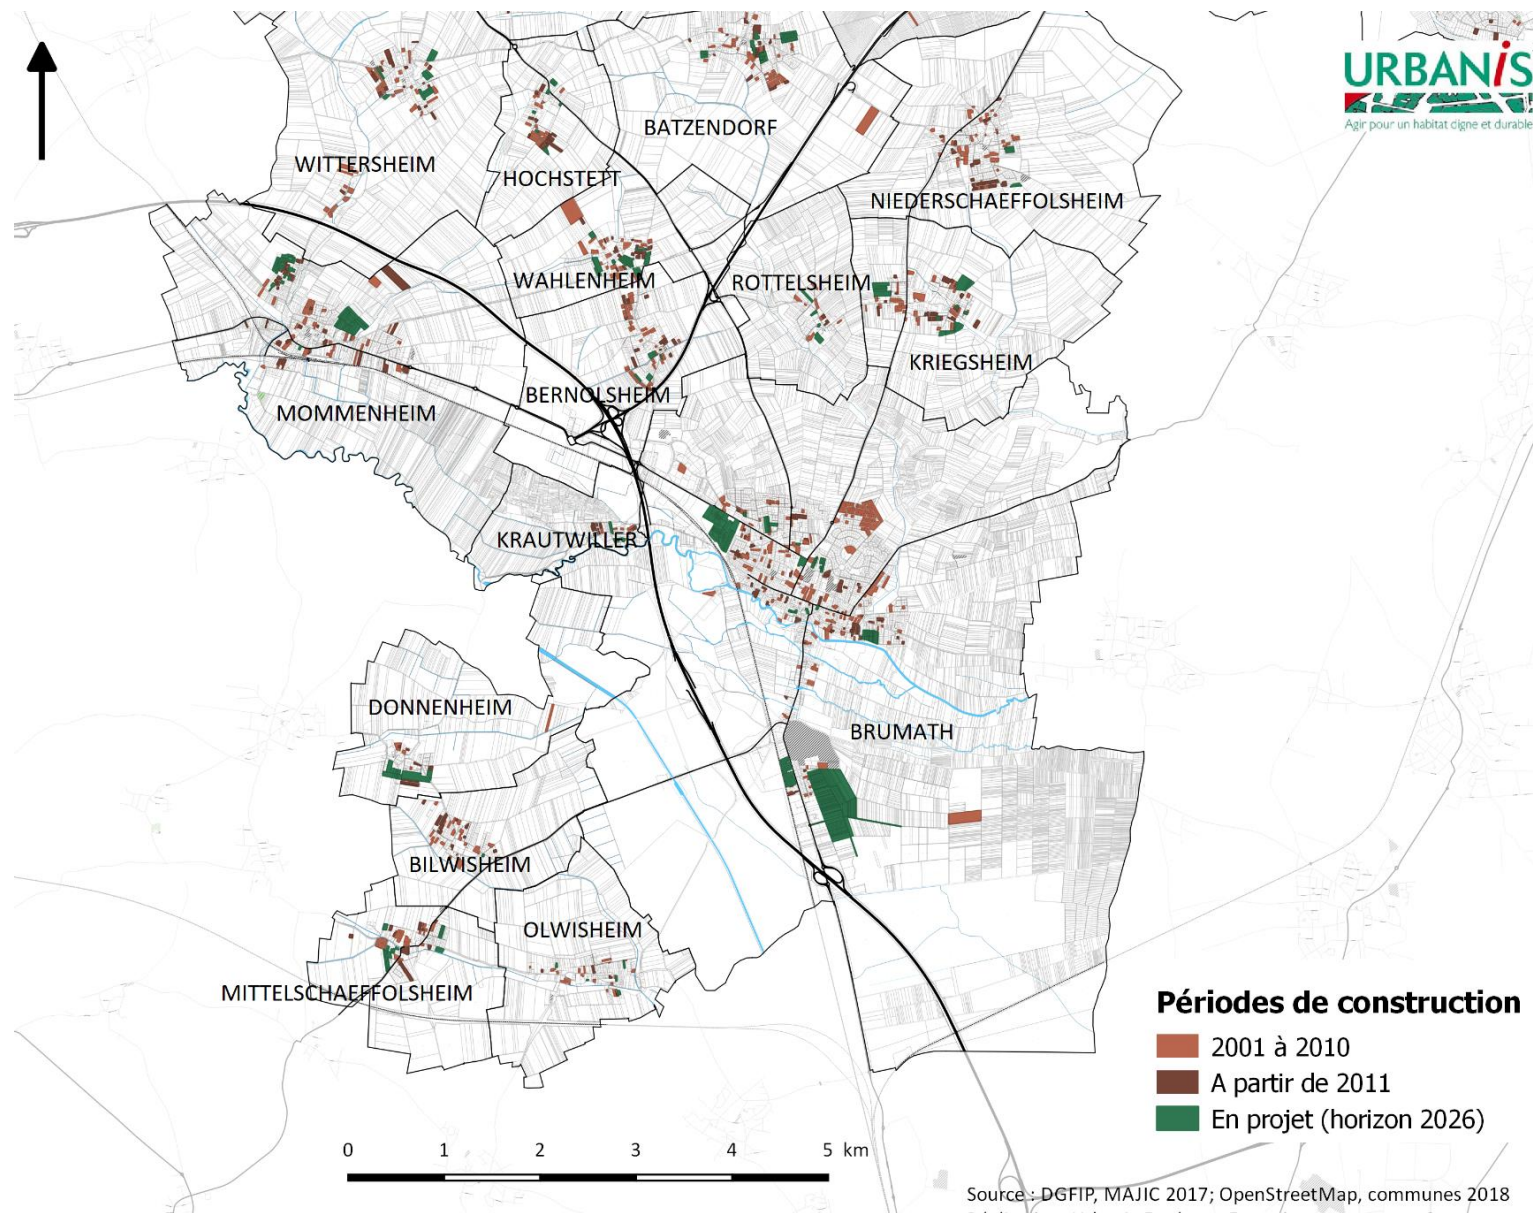 URBANiS
Agir pour un habitat digne et durable
BATZENDORF
WITTERSHEIM
HOCHSTETT
NIEDERSCHAEFFOLSHEIM
WAHLENHEIM
ROTTELSHEIM
KRIEGSHEIM
BERNOLSHEIM
MOMMENHEIM
KRAUTWILLER
DONNENHEIM
BRUMATH
BILWISHEIM
OLWISHEIM
MITTELSCHAEFFOLSHEIM
Périodes de construction
2001 à 2010
A partir de 2011
En projet (horizon 2026)
0 1 2 3 4 5 km
Source : DGFIP, MAJIC 2017; OpenStreetMap, communes 2018